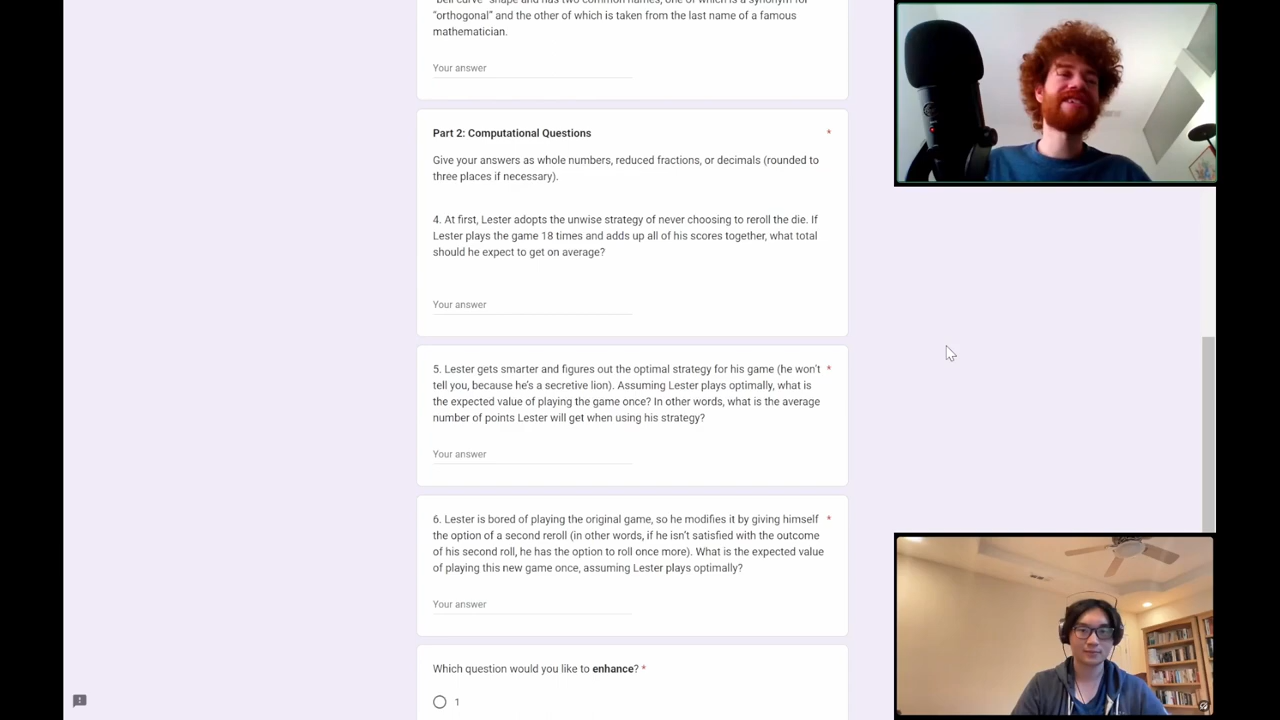 "bell curve" shape and has two common names, one of which is a synonym for
"orthogonal" and the other of which is taken from the last name of a famous
mathematician.
Your answer
Part 2: Computational Questions *
Give your answers as whole numbers, reduced fractions, or decimals (rounded to
three places if necessary).
4. At first, Lester adopts the unwise strategy of never choosing to reroll the die. If
Lester plays the game 18 times and adds up all of his scores together, what total
should he expect to get on average?
Your answer
5. Lester gets smarter and figures out the optimal strategy for his game (he won't *
tell you, because he's a secretive lion). Assuming Lester plays optimally, what is
the expected value of playing the game once? In other words, what is the average
number of points Lester will get when using his strategy?
Your answer
6. Lester is bored of playing the original game, so he modifies it by giving himself *
the option of a second reroll (in other words, if he isn't satisfied with the outcome
of his second roll, he has the option to roll once more). What is the expected value
of playing this new game once, assuming Lester plays optimally?
Your answer
Which question would you like to enhance? *
1